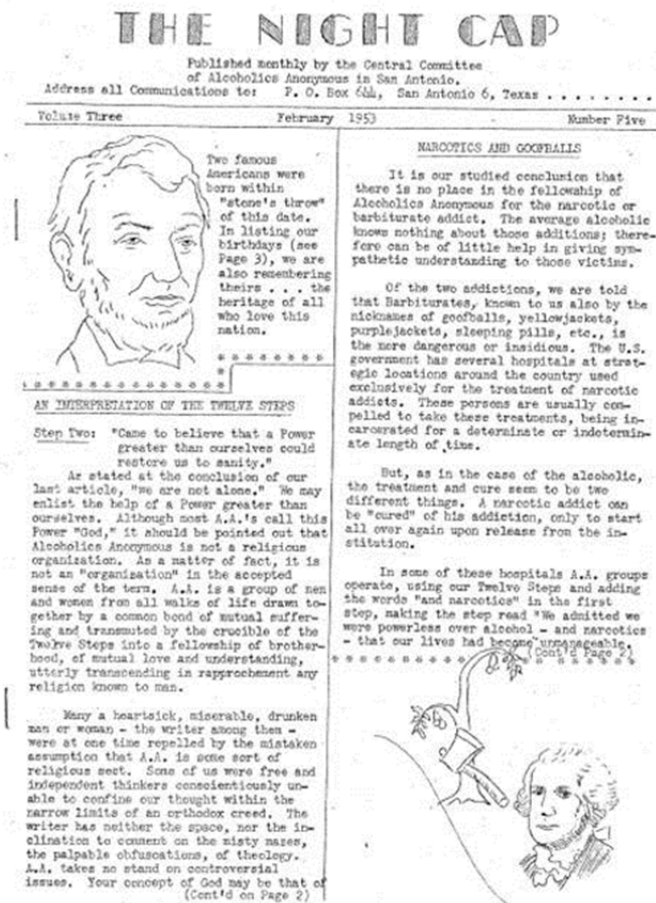 THE NIGHT CAP
Published monthly by the Central Committee
of Alcoholics Anonymous in San Antonio.
Address all Communications to: P. O. Box 644, San Antonio 6, Texas . . . . . . . .
Volume Three February 1953 Number Five
Two famous
Americans were
born within
"stone's throw"
of this date.
In listing our
birthdays (see
Page 3), we are
also remembering
theirs . . . the
heritage of all
who love this
nation.
AN INTERPRETATION OF THE TWELVE STEPS
Step Two: "Came to believe that a Power
greater than ourselves could
restore us to sanity."
As stated at the conclusion of our
last article, "we are not alone." We may
enlist the help of a Power greater than
ourselves. Although most A.A.'s call this
Power "God," it should be pointed out that
Alcoholics Anonymous is not a religious
organization. As a matter of fact, it is
not an "organization" in the accepted
sense of the term. A.A. is a group of men
and women from all walks of life drawn to-
gether by a common bond of mutual suffer-
ing and transmuted by the crucible of the
Twelve Steps into a fellowship of brother-
hood, of mutual love and understanding,
utterly transcending in rapprochement any
religion known to man.
Many a heartsick, miserable, drunken
man or woman - the writer among them -
were at one time repelled by the mistaken
assumption that A.A. is some sort of
religious sect. Some of us were free and
independent thinkers conscientiously un-
able to confine our thought within the
narrow limits of an orthodox creed. The
writer has neither the space, nor the in-
clination to comment on the misty mazes,
the palpable obfuscations, of theology.
A.A. takes no stand on controversial
issues. Your concept of God may be that of
(Cont'd on Page 2)
NARCOTICS AND GOOFBALLS
It is our studied conclusion that
there is no place in the fellowship of
Alcoholics Anonymous for the narcotic or
barbiturate addict. The average alcoholic
knows nothing about those additions; there-
fore can be of little help in giving sym-
pathetic understanding to those victims.
Of the two addictions, we are told
that Barbiturates, known to us also by the
nicknames of goofballs, yellowjackets,
purplejackets, sleeping pills, etc., is
the more dangerous or insidious. The U.S.
government has several hospitals at strat-
egic locations around the country used
exclusively for the treatment of narcotic
addicts. These persons are usually com-
pelled to take these treatments, being in-
carcerated for a determinate or indetermin-
ate length of time.
But, as in the case of the alcoholic,
the treatment and cure seem to be two
different things. A narcotic addict can
be "cured" of his addiction, only to start
all over again upon release from the in-
stitution.
In some of these hospitals A.A. groups
operate, using our Twelve Steps and adding
the words "and narcotics" in the first
step, making the step read "We admitted we
were powerless over alcohol - and narcotics
- that our lives had become unmanageable.
(Cont'd Page 2)